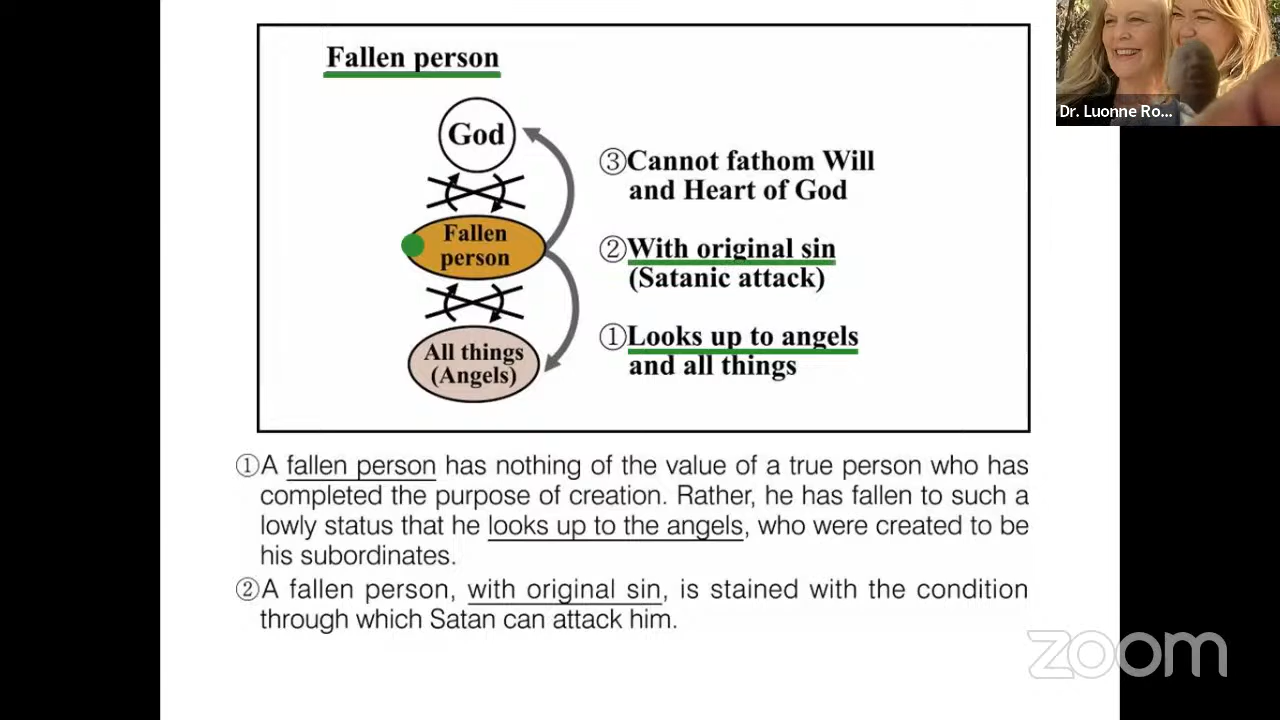 Fallen person
God
Fallen
person
All things
(Angels)
③Cannot fathom Will
and Heart of God
②With original sin
(Satanic attack)
①Looks up to angels
and all things
①A fallen person has nothing of the value of a true person who has
completed the purpose of creation. Rather, he has fallen to such a
lowly status that he looks up to the angels, who were created to be
his subordinates.
②A fallen person, with original sin, is stained with the condition
through which Satan can attack him.
Dr. Luonne Ro...
zoom